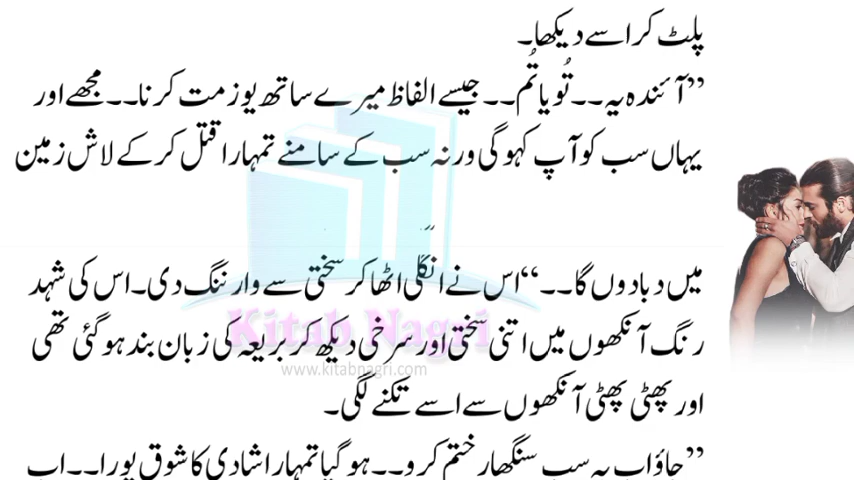 پلٹ کر اسے دیکھا۔
”آئندہ یہ۔۔تُو یا تُم۔۔جیسے الفاظ میرے ساتھ یوز مت کرنا۔۔مجھے اور
یہاں سب کو آپ کہو گی ورنہ سب کے سامنے تمہارا قتل کر کے لاش زمین
میں دبا دوں گا۔۔“اس نے انگلی اٹھا کر سختی سے وارننگ دی۔اس کی شہد
رنگ آنکھوں میں اتنی سختی اور سرخی دیکھ کر بریعہ کی زبان بند ہو گئی تھی
اور پھٹی پھٹی آنکھوں سے اسے تکنے لگی۔
”جاؤ اب یہ سب سنگھار ختم کرو۔۔ہو گیا تمہارا شادی کا شوق پورا۔۔اب
Kitab Nagri
www.kitabnagri.com